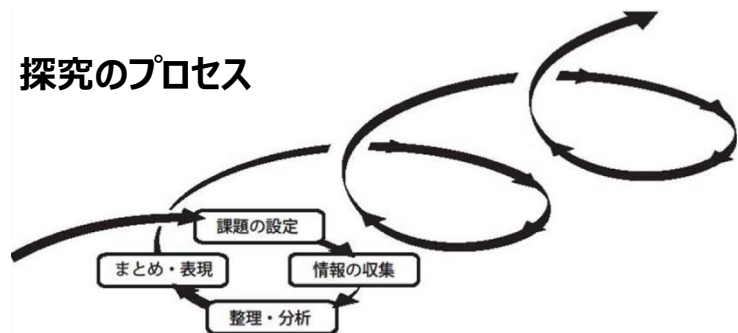 探究のプロセス
課題の設定
まとめ・表現
情報の収集
整理・分析